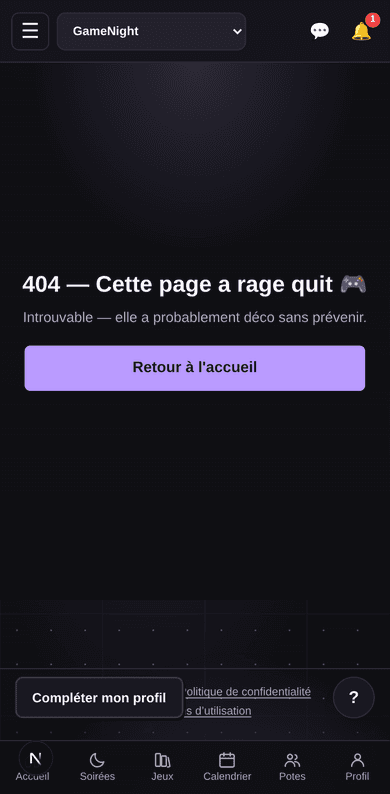 GameNight
1
404 — Cette page a rage quit 🎮
Introuvable — elle a probablement déco sans prévenir.
Retour à l'accueil
Compléter mon profil
olitique de confidentialité
s d'utilisation
?
N
Accueil
Soirées
Jeux
Calendrier
Potes
Profil